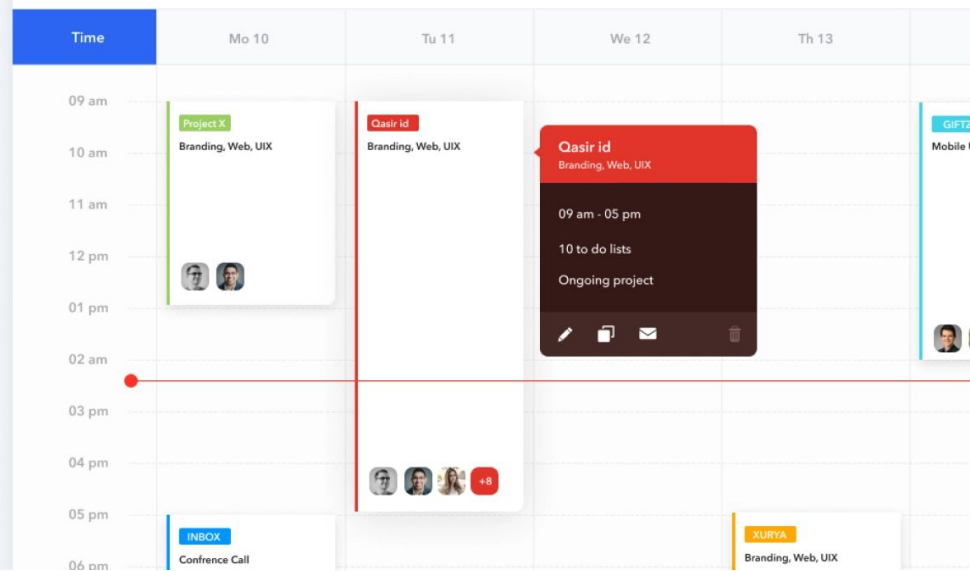 Time
Mo 10
Tu 11
We 12
Th 13
09 am
10 am
11 am
12 pm
01 pm
02 am
03 pm
04 pm
05 pm
06 pm
Project X
Branding, Web, UIX
Qasir id
Branding, Web, UIX
+8
Qasir id
Branding, Web, UIX
09 am - 05 pm
10 to do lists
Ongoing project
Mobile
INBOX
Confrence Call
XURYA
Branding, Web, UIX